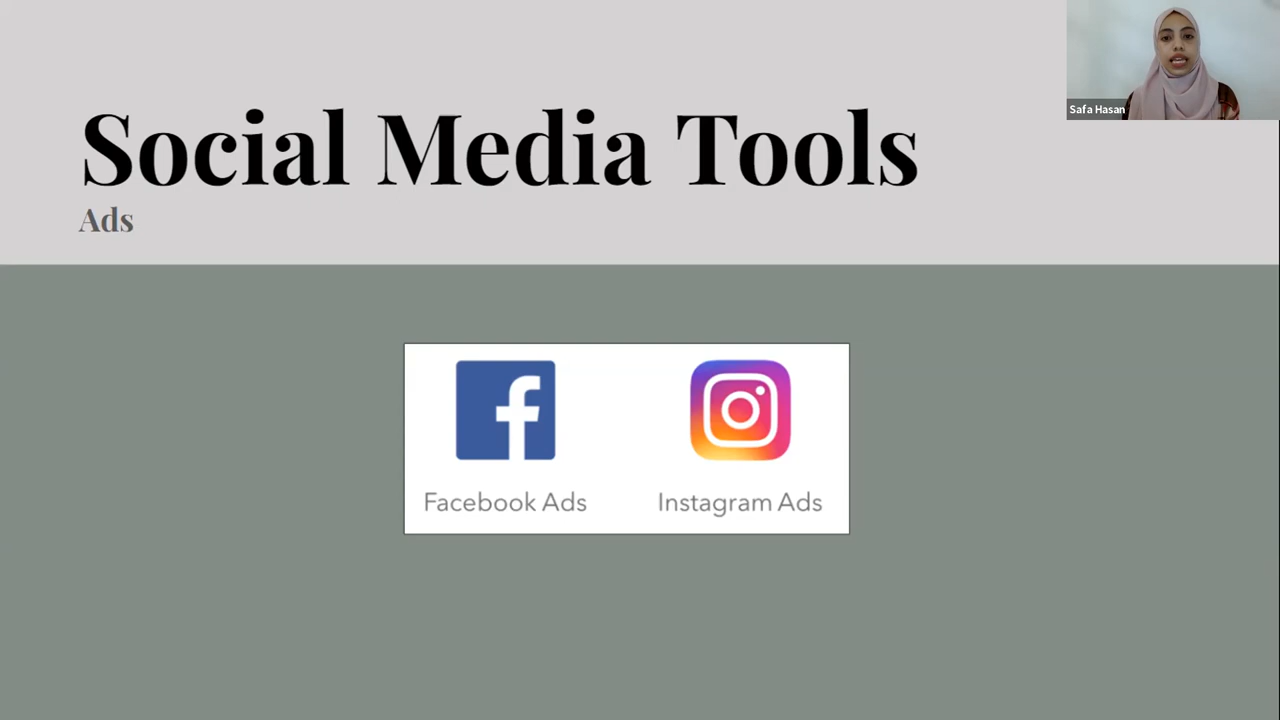 Social Media Tools
Ads
Safa Hasan
Facebook Ads
Instagram Ads